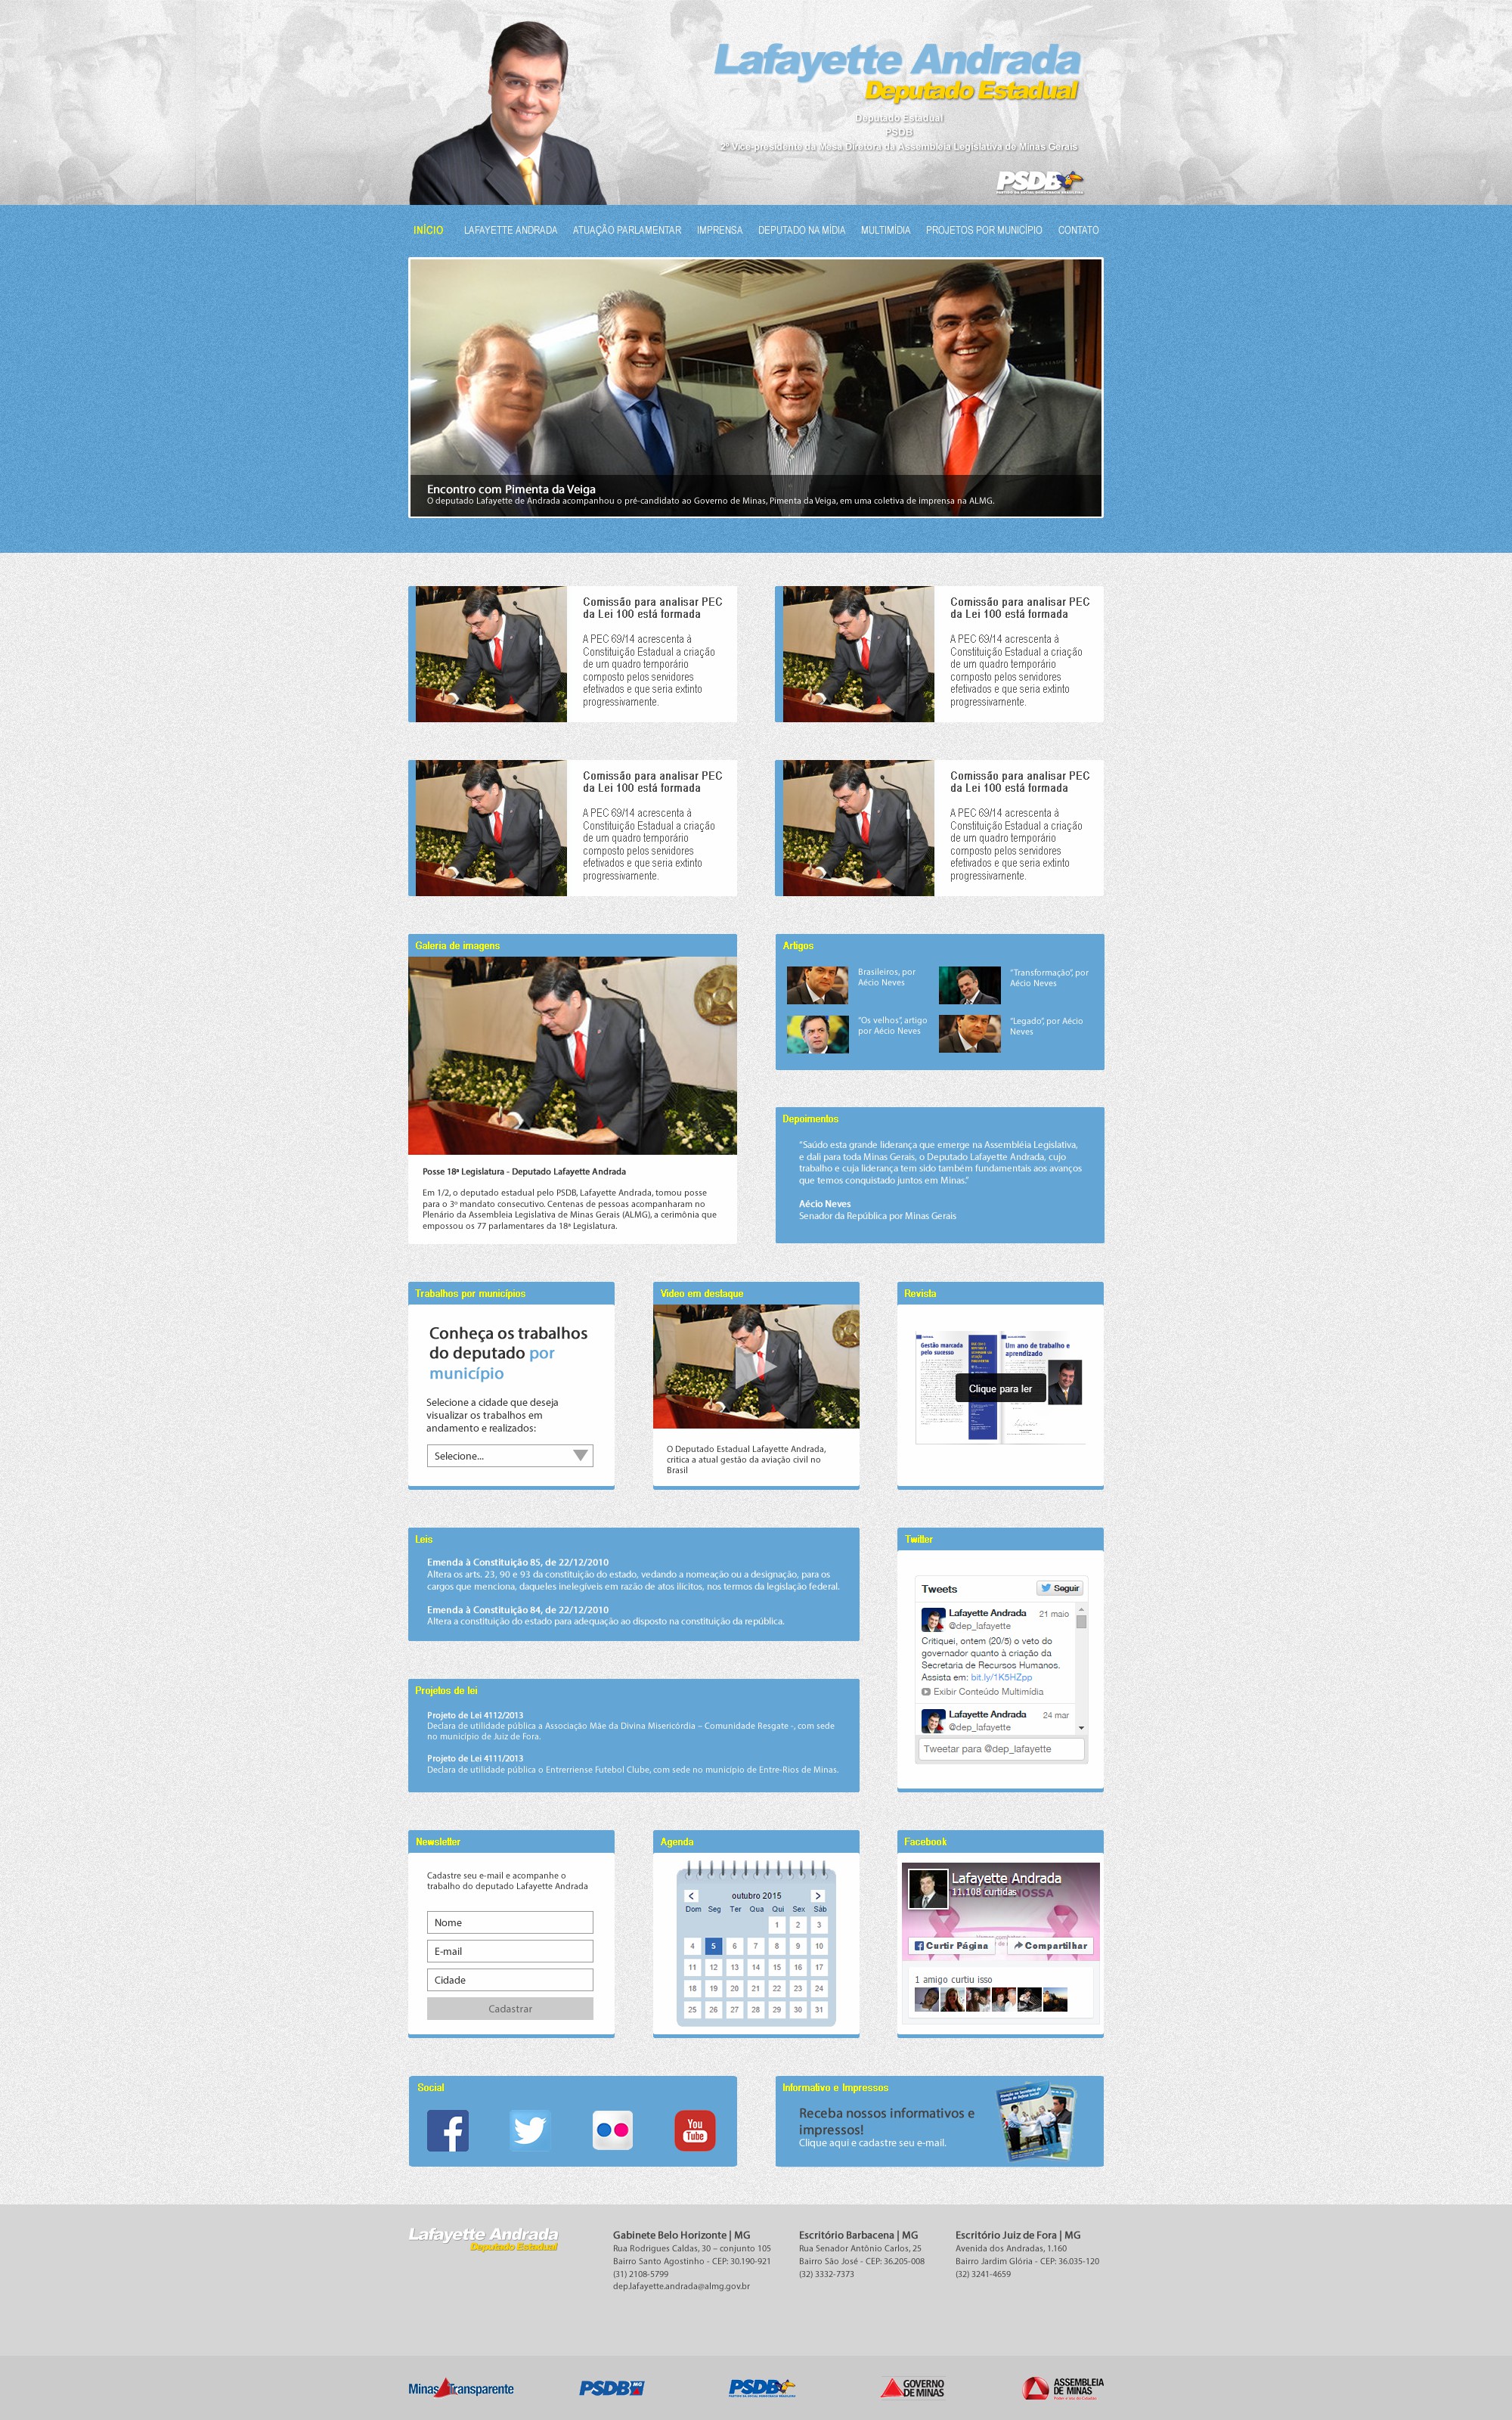 Lafayette Andrada
Deputado Estadual
Deputado Estadual
PSDB
2º Vice-presidente da Mesa Diretora da Assembléia Legislativa de Minas Gerais
PSDB
INÍCIO LAFAYETTE ANDRADA ATUAÇÃO PARLAMENTAR IMPRENSA DEPUTADO NA MÍDIA MULTIMÍDIA PROJETOS POR MUNICÍPIO CONTATO
Encontro com Pimenta da Veiga
O deputado Lafayette de Andrada acompanhou o pré-candidato ao Governo de Minas, Pimenta da Veiga, em uma coletiva de imprensa na ALMG.
Comissão para analisar PEC
da Lei 100 está formada
A PEC 69/14 acrescenta à
Constituição Estadual a criação
de um quadro temporário
composto pelos servidores
efetivados e que seria extinto
progressivamente.
Comissão para analisar PEC
da Lei 100 está formada
A PEC 69/14 acrescenta à
Constituição Estadual a criação
de um quadro temporário
composto pelos servidores
efetivados e que seria extinto
progressivamente.
Comissão para analisar PEC
da Lei 100 está formada
A PEC 69/14 acrescenta à
Constituição Estadual a criação
de um quadro temporário
composto pelos servidores
efetivados e que seria extinto
progressivamente.
Comissão para analisar PEC
da Lei 100 está formada
A PEC 69/14 acrescenta à
Constituição Estadual a criação
de um quadro temporário
composto pelos servidores
efetivados e que seria extinto
progressivamente.
Galeria de imagens
Posse 18ª Legislatura - Deputado Lafayette Andrada
Em 1/2, o deputado estadual pelo PSDB, Lafayette Andrada, tomou posse
para o 3º mandato consecutivo. Centenas de pessoas acompanharam no
Plenário da Assembleia Legislativa de Minas Gerais (ALMG), a cerimônia que
empossou os 77 parlamentares da 18ª Legislatura.
Artigos
Brasileiros, por
Aécio Neves
"Transformação", por
Aécio Neves
"Os velhos", artigo
por Aécio Neves
"Legado", por Aécio
Neves
Depoimentos
"Saúdo esta grande liderança que emerge na Assembléia Legislativa,
e dali para toda Minas Gerais, o Deputado Lafayette Andrada, cujo
trabalho e cuja liderança tem sido também fundamentais aos avanços
que temos conquistado juntos em Minas."
Aécio Neves
Senador da República por Minas Gerais
Trabalhos por municípios
Conheça os trabalhos
do deputado por
município
Selecione a cidade que deseja
visualizar os trabalhos em
andamento e realizados:
Selecione...
Video em destaque
O Deputado Estadual Lafayette Andrada,
critica a atual gestão da aviação civil no
Brasil
Revista
Gestão marcada
pelo sucesso
Um ano de trabalho e
aprendizado
Clique para ler
Leis
Emenda à Constituição 85, de 22/12/2010
Altera os arts. 23, 90 e 93 da constituição do estado, vedando a nomeação ou a designação, para os
cargos que menciona, daqueles inelegíveis em razão de atos ilícitos, nos termos da legislação federal.
Emenda à Constituição 84, de 22/12/2010
Altera a constituição do estado para adequação ao disposto na constituição da república.
Projetos de lei
Projeto de Lei 4112/2013
Declara de utilidade pública a Associação Mãe da Divina Misericórdia – Comunidade Resgate -, com sede
no município de Juiz de Fora.
Projeto de Lei 4111/2013
Declara de utilidade pública o Entrerriense Futebol Clube, com sede no município de Entre-Rios de Minas.
Twitter
Tweets Seguir
Lafayette Andrada 21 maio
@dep_lafayette
Critiquei, ontem (20/5) o veto do
governador quanto à criação da
Secretaria de Recursos Humanos.
Assista em: bit.ly/1K5HZpp
Exibir Conteúdo Multimídia
Lafayette Andrada 24 mar
@dep_lafayette
Tweetar para @dep_lafayette
Newsletter
Cadastre seu e-mail e acompanhe o
trabalho do deputado Lafayette Andrada
Nome
E-mail
Cidade
Cadastrar
Agenda
< outubro 2015 >
Dom Seg Ter Qua Qui Sex Sáb
1 2 3
4 5 6 7 8 9 10
11 12 13 14 15 16 17
18 19 20 21 22 23 24
25 26 27 28 29 30 31
Facebook
Lafayette Andrada
11.108 curtidas
Curtir Página Compartilhar
1 amigo curtiu isso
Social
You
Tube
Informativo e Impressos
Receba nossos informativos e
impressos!
Clique aqui e cadastre seu e-mail.
Lafayette Andrada
Deputado Estadual
Gabinete Belo Horizonte | MG
Rua Rodrigues Caldas, 30 – conjunto 105
Bairro Santo Agostinho - CEP: 30.190-921
(31) 2108-5799
dep.lafayette.andrada@almg.gov.br
Escritório Barbacena | MG
Rua Senador Antônio Carlos, 25
Bairro São José - CEP: 36.205-008
(32) 3332-7373
Escritório Juiz de Fora | MG
Avenida dos Andradas, 1.160
Bairro Jardim Glória - CEP: 36.035-120
(32) 3241-4659
Minas Transparente
PSDB MG
PSDB
GOVERNO
DE MINAS
ASSEMBLEIA
DE MINAS